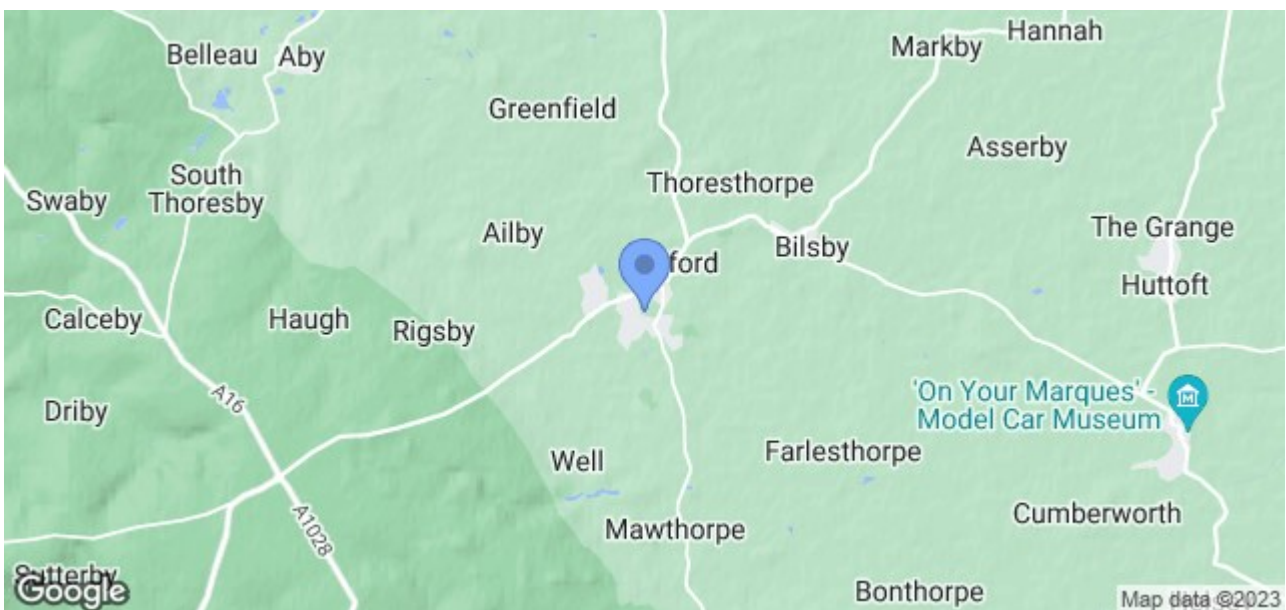 Hannah
Markby
Belleau
Aby
Greenfield
Asserby
South
Thoresby
Thoresthorpe
Swaby
The Grange
Ailby
Bilsby
ford
Huttoft
Calceby
Haugh
Rigsby
A16
'On Your Marques' -
Model Car Museum
M
Driby
Farlesthorpe
Well
A1028
Cumberworth
Mawthorpe
Sutterby
Google
Bonthorpe
Map data ©2023